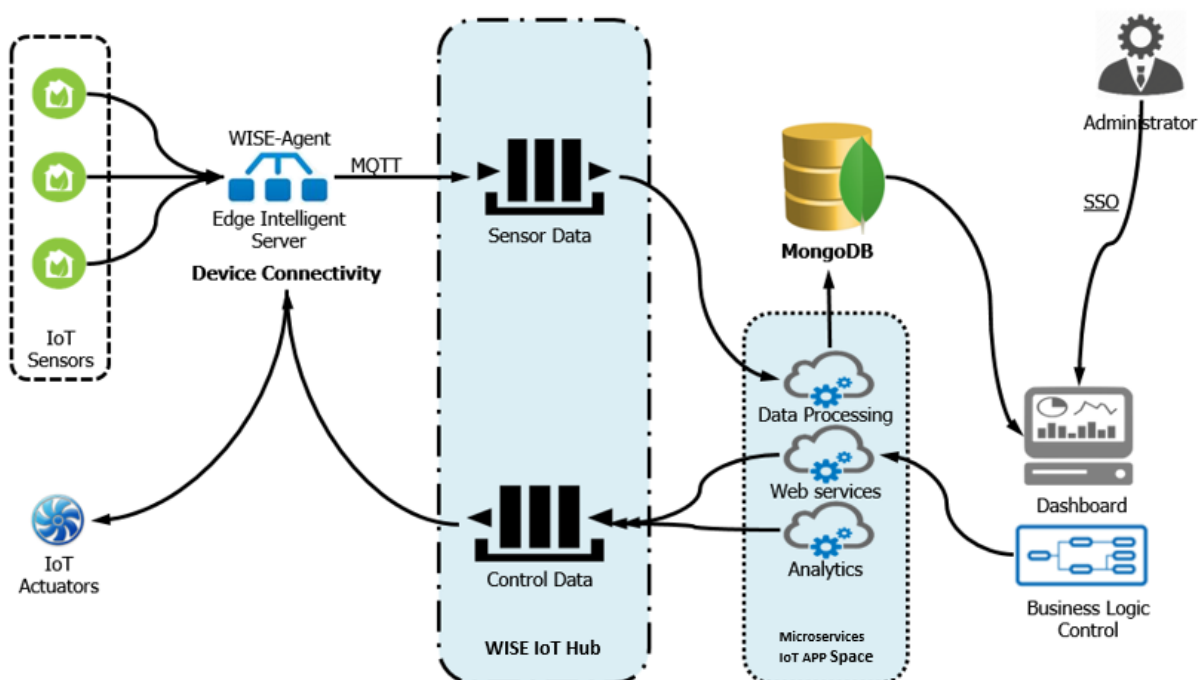 IoT
Sensors
WISE-Agent
Edge Intelligent
Server
Device Connectivity
MQTT
IoT
Actuators
Sensor Data
Control Data
WISE IoT Hub
MongoDB
Data Processing
Web services
Analytics
Microservices
IoT APP Space
Administrator
SSO
Dashboard
Business Logic
Control